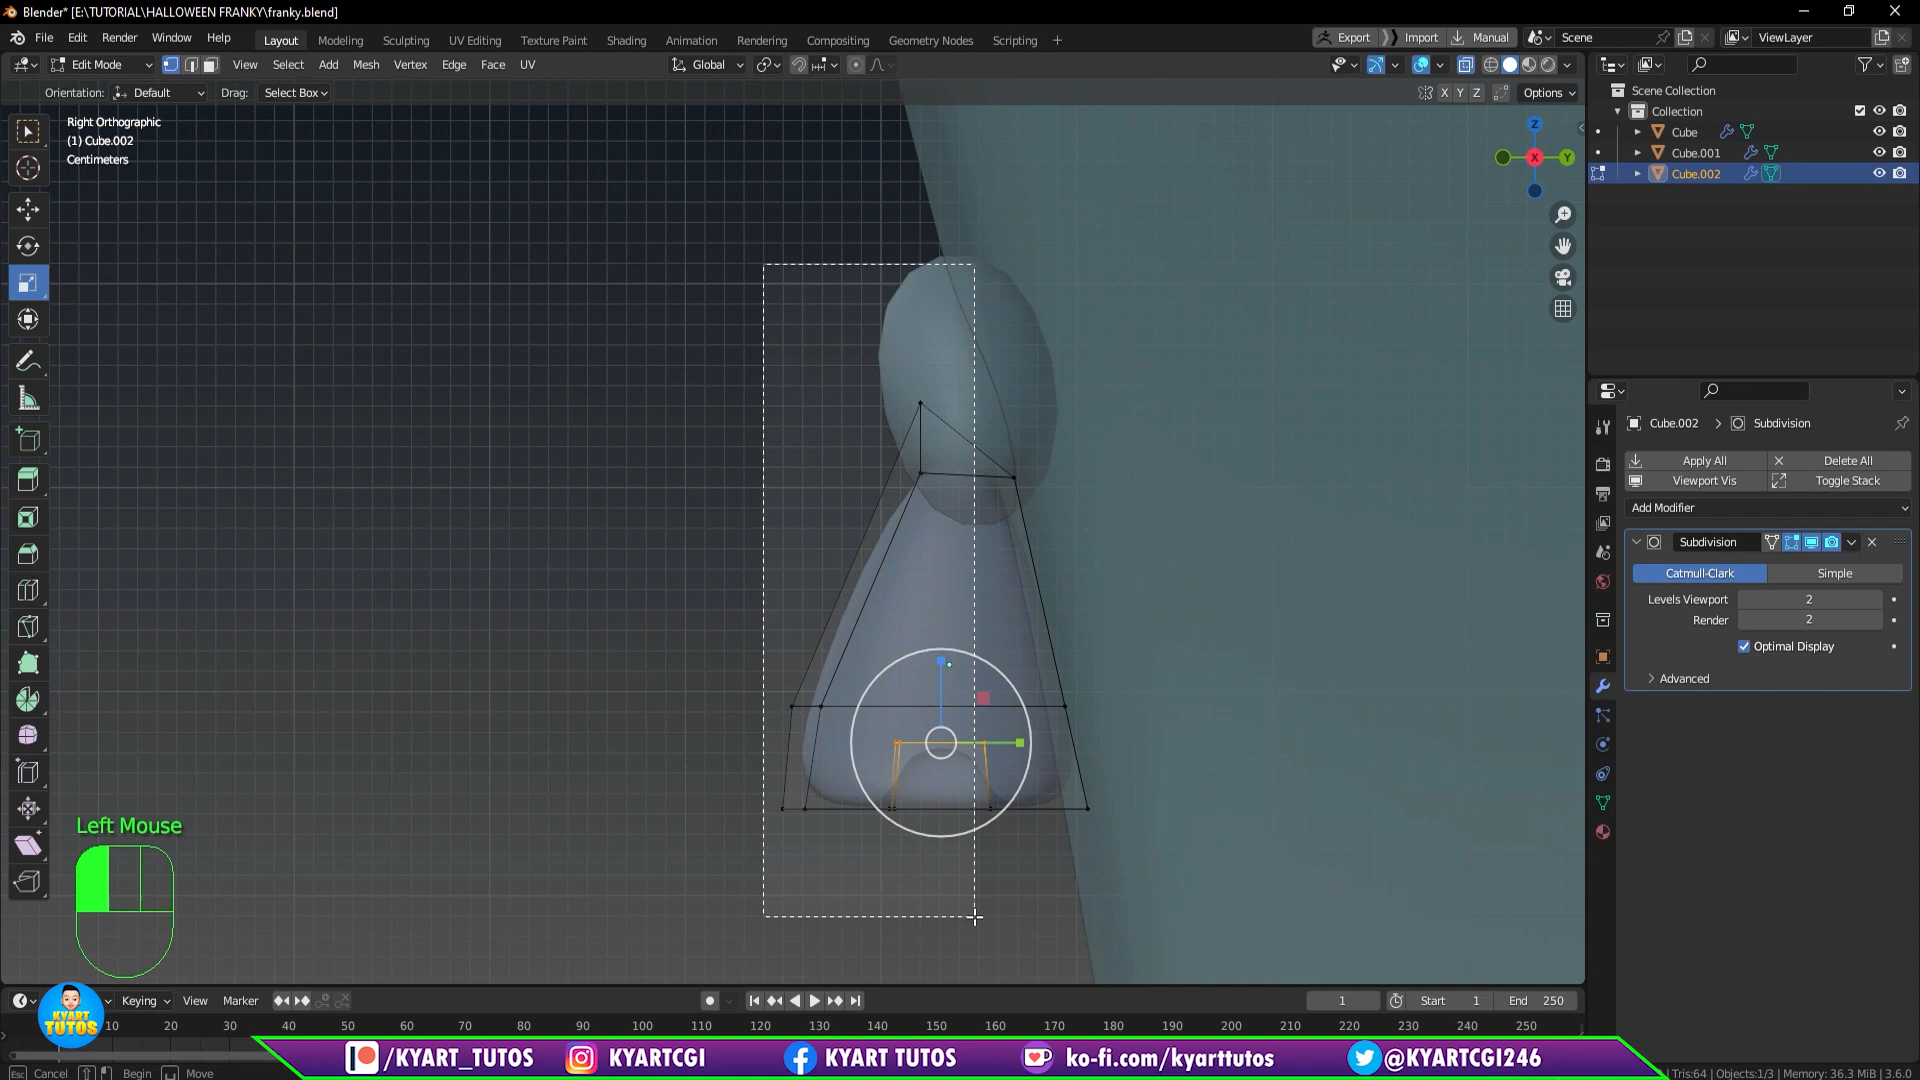 Blender* [E:\TUTORIAL\HALLOWEEN FRANKY\franky.blend]
File Edit Render Window Help
Layout Modeling Sculpting UV Editing Texture Paint Shading Animation Rendering Compositing Geometry Nodes Scripting +
Export Import Manual Scene ViewLayer
Edit Mode View Select Add Mesh Vertex Edge Face UV
Global
Orientation: Default Drag: Select Box
X Y Z Options
Right Orthographic
(1) Cube.002
Centimeters
Z
X
Y
Scene Collection
Collection
Cube
Cube.001
Cube.002
Cube.002 > Subdivision
Apply All Delete All
Viewport Vis Toggle Stack
Add Modifier
Subdivision
Catmull-Clark Simple
Levels Viewport 2
Render 2
Optimal Display
Advanced
Left Mouse
Keying View Marker
1 Start 1 End 250
10 20 30 40 50 60 70 80 90 100 110 120 130 140 150 160 170 180 190 200 210 220 230 240 250
KYART
TUTOS
/KYART_TUTOS KYARTCGI KYART TUTOS ko-fi.com/kyarttutos @KYARTCGI246
Esc Cancel Begin Move
Tris:64 | Objects:1/3 | Memory: 36.3 MiB | 3.6.0